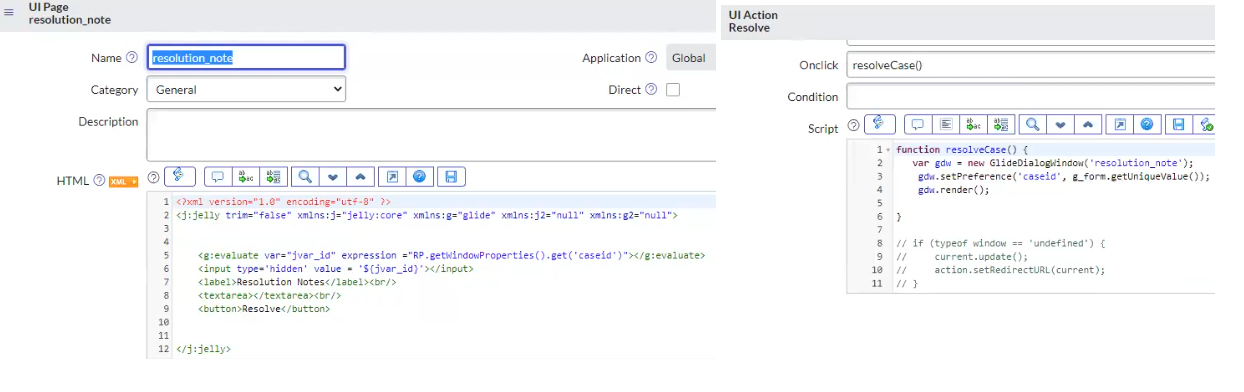 UI Page
resolution_note
Name
resolution_note
Application
Global
Category
General
Direct
Description
HTML
XML
1 <?xml version="1.0" encoding="utf-8" ?>
2 <j:jelly trim="false" xmlns:j="jelly:core" xmlns:g="glide" xmlns:j2="null" xmlns:g2="null">
3
4
5 <g:evaluate var="jvar_id" expression ="RP.getWindowProperties().get('caseid')"></g:evaluate>
6 <input type='hidden' value = '${jvar_id}'></input>
7 <label>Resolution Notes</label><br/>
8 <textarea></textarea><br/>
9 <button>Resolve</button>
10
11
12 </j:jelly>
UI Action
Resolve
Onclick
resolveCase()
Condition
Script
1 function resolveCase() {
2 var gdw = new GlideDialogWindow('resolution_note');
3 gdw.setPreference('caseid', g_form.getUniqueValue());
4 gdw.render();
5
6 }
7
8 // if (typeof window == 'undefined') {
9 // current.update();
10 // action.setRedirectURL(current);
11 // }